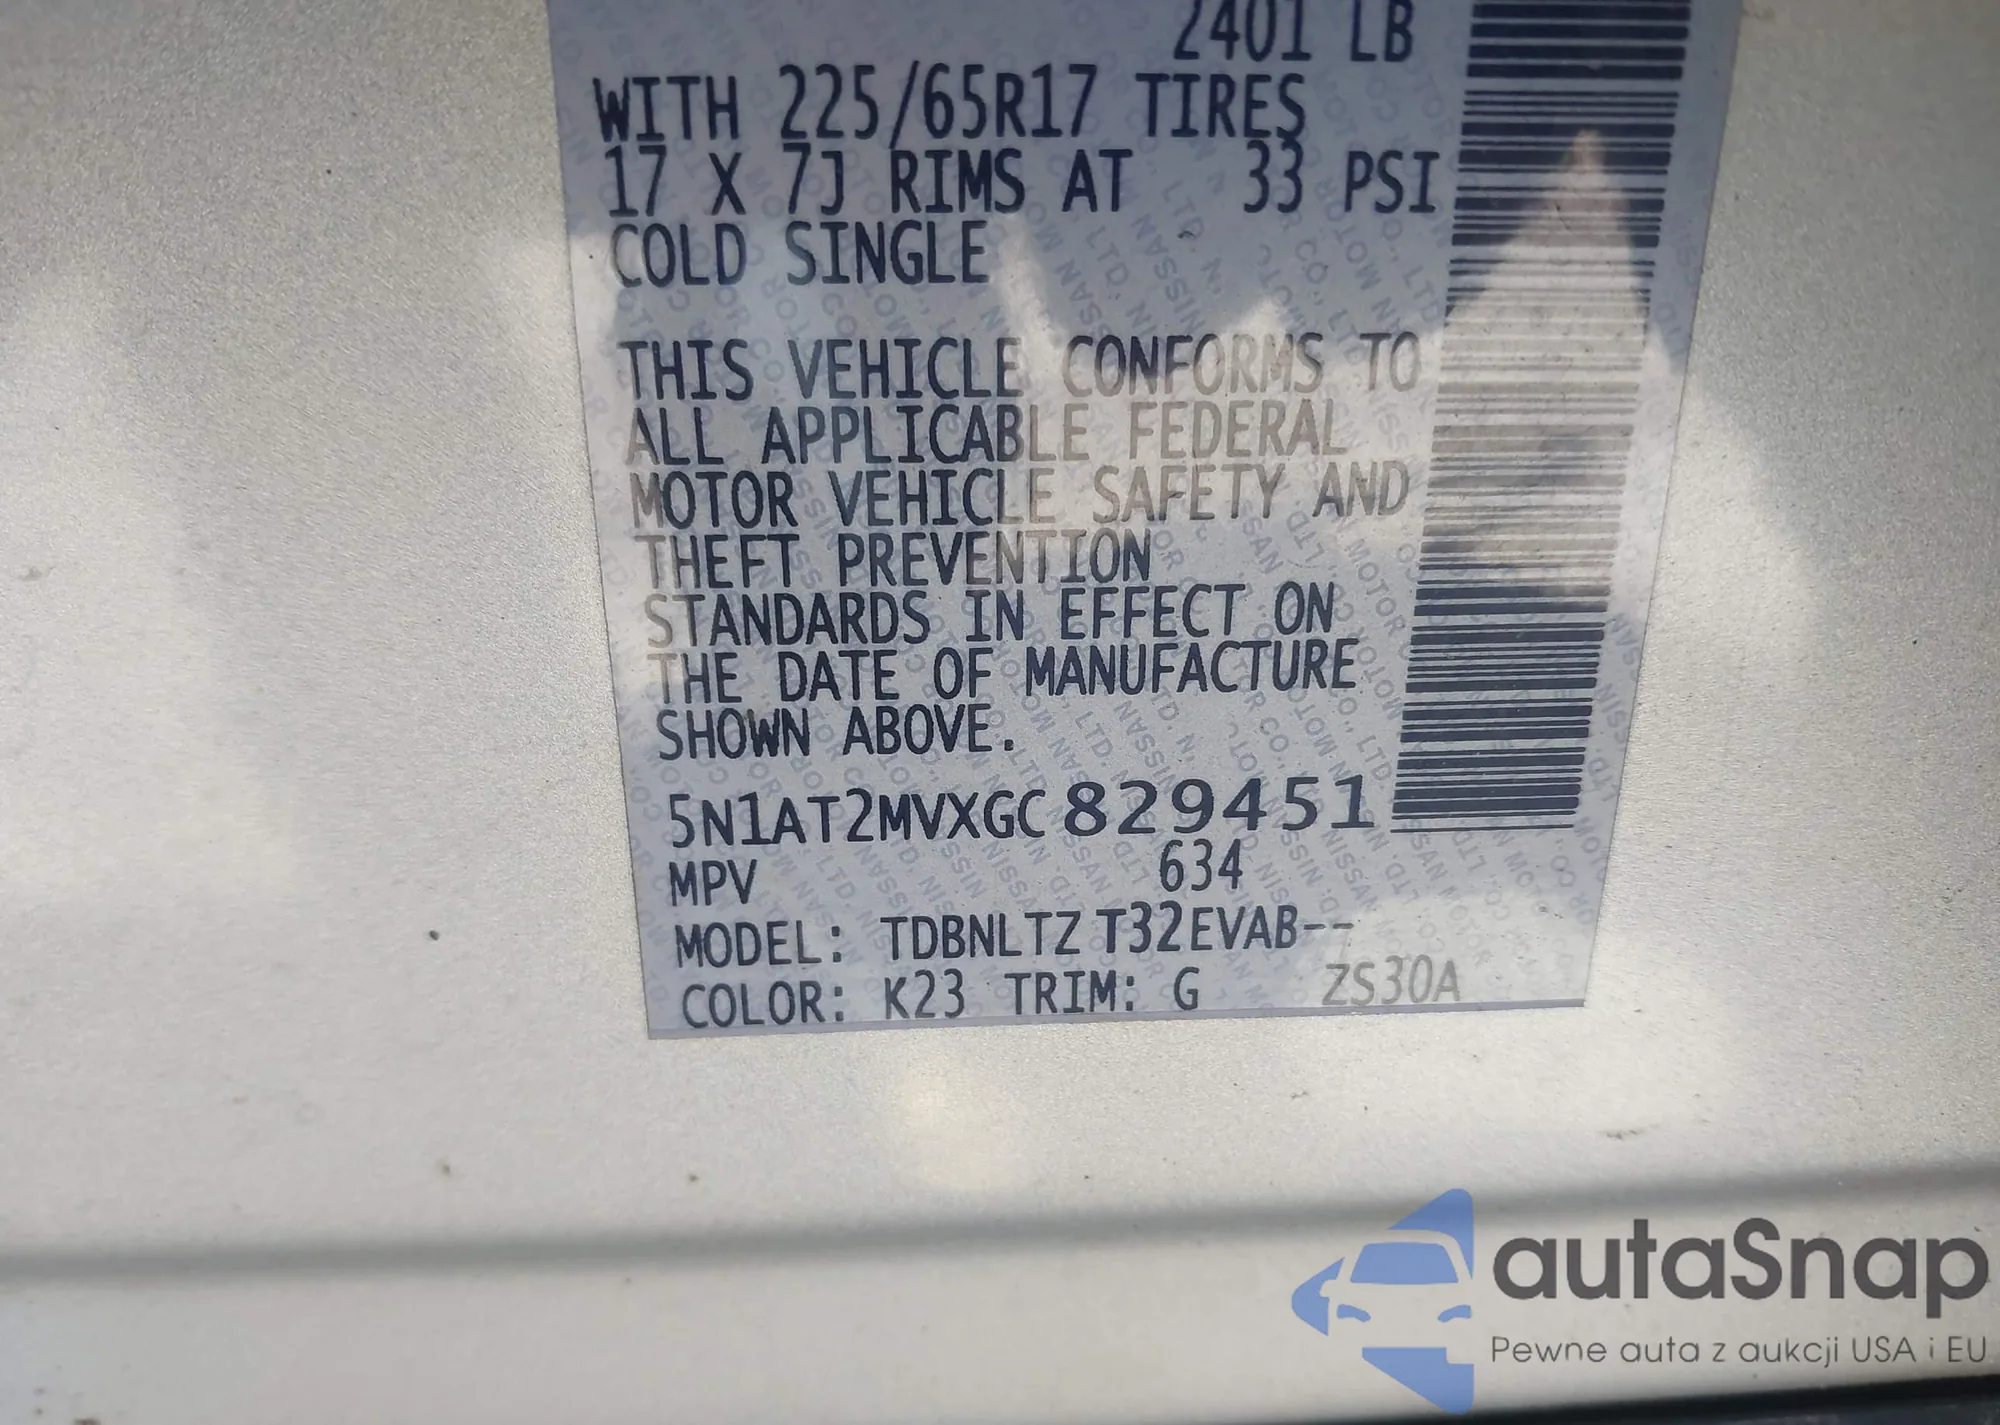 2401 LB
WITH 225/65R17 TIRES
17 X 7J RIMS AT 33 PSI
COLD SINGLE
THIS VEHICLE CONFORMS TO
ALL APPLICABLE FEDERAL
MOTOR VEHICLE SAFETY AND
THEFT PREVENTION
STANDARDS IN EFFECT ON
THE DATE OF MANUFACTURE
SHOWN ABOVE.
5N1AT2MVXGC829451
MPV 634
MODEL: TDBNLTZ T32EVAB--
COLOR: K23 TRIM: G ZS30A
autaSnap
Pewne auta z aukcji USA i EU